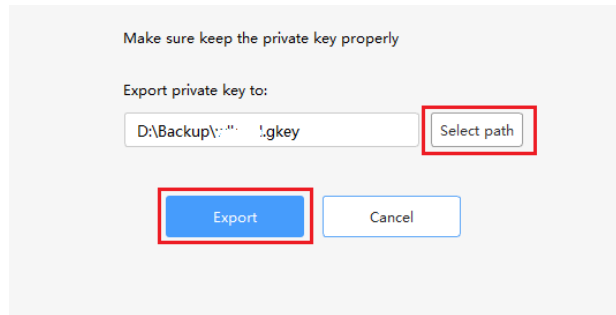 Make sure keep the private key properly
Export private key to:
D:\Backup\ .gkey
Select path
Export
Cancel